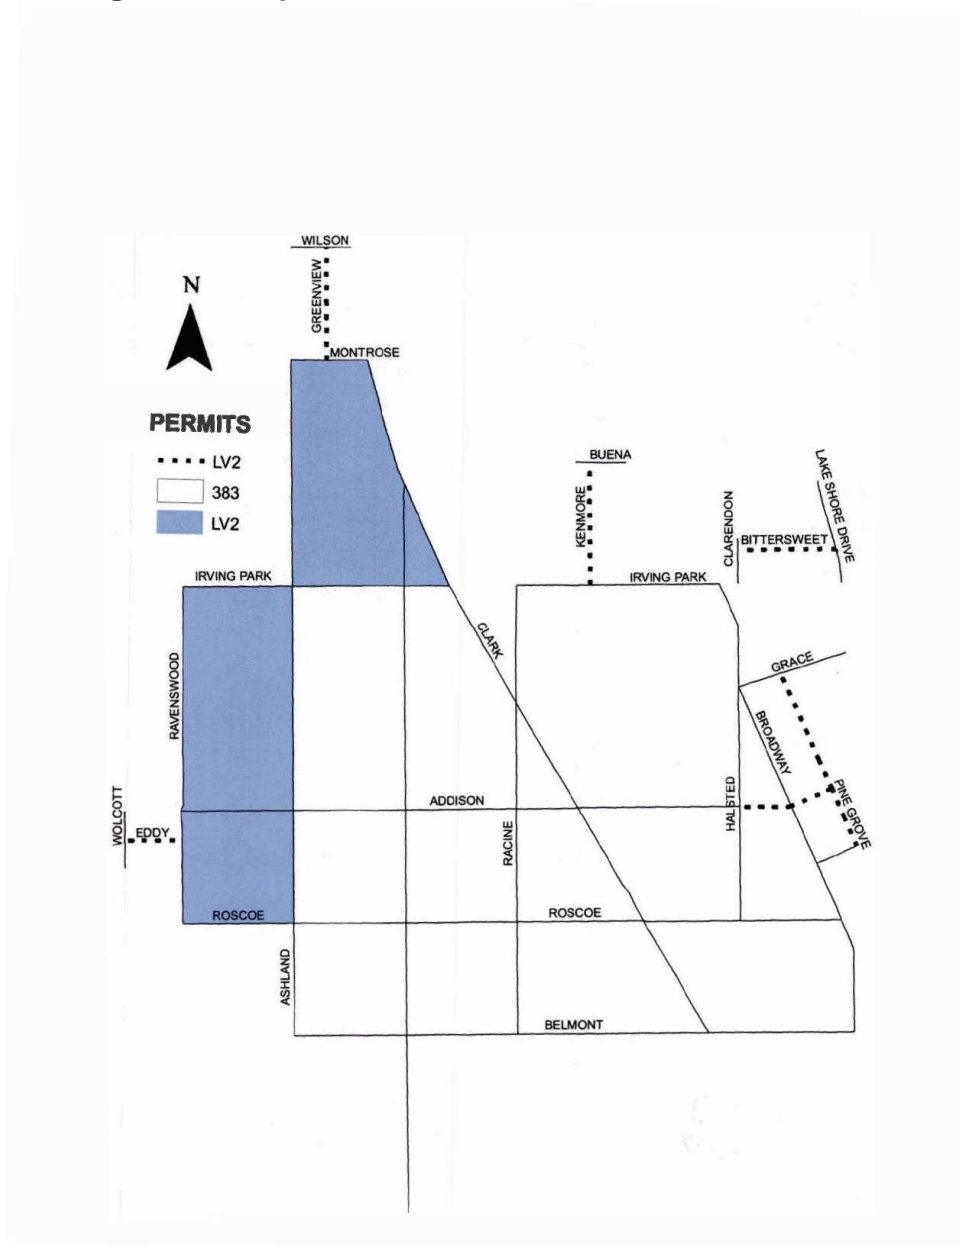 WILSON
GREENVIEW
N
MONTROSE
PERMITS
LV2
383
LV2
BUENA
KENMORE
CLARENDON
LAKE SHORE DRIVE
BITTERSWEET
IRVING PARK
IRVING PARK
CLARK
RAVENSWOOD
GRACE
BROADWAY
PINE GROVE
HALSTED
ADDISON
WOLCOTT
EDDY
RACINE
ROSCOE
ROSCOE
ASHLAND
BELMONT